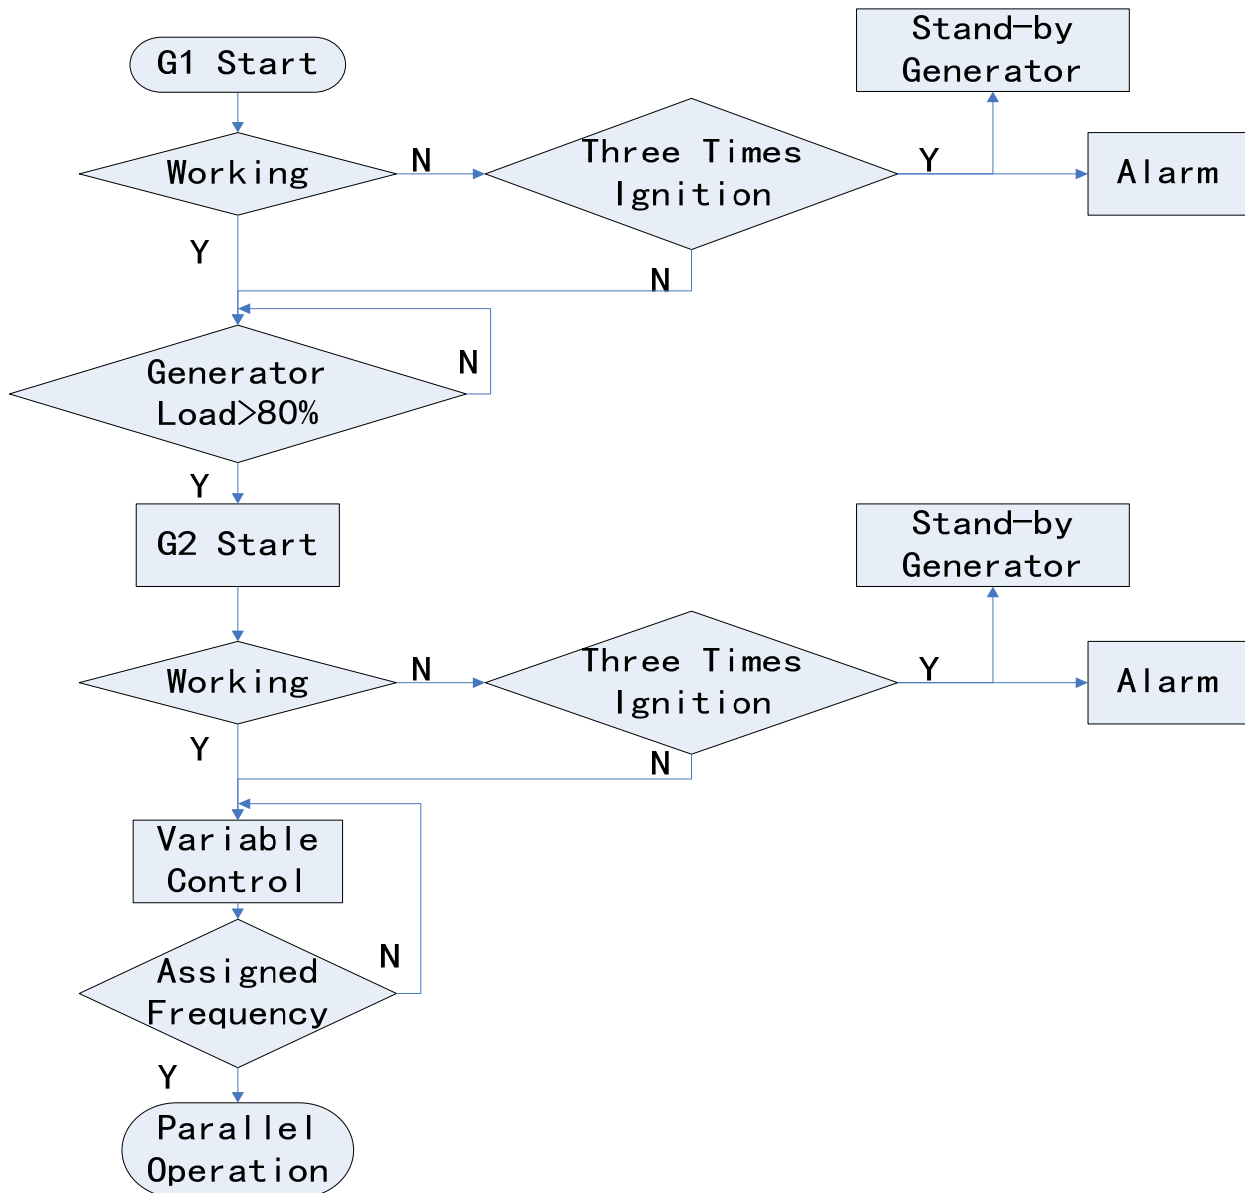 G1 Start
Stand-by
Generator
Working
N
Three Times
Ignition
Y
Alarm
Y
N
Generator
Load>80%
N
Y
G2 Start
Stand-by
Generator
Working
N
Three Times
Ignition
Y
Alarm
Y
N
Variable
Control
Assigned
Frequency
N
Y
Parallel
Operation